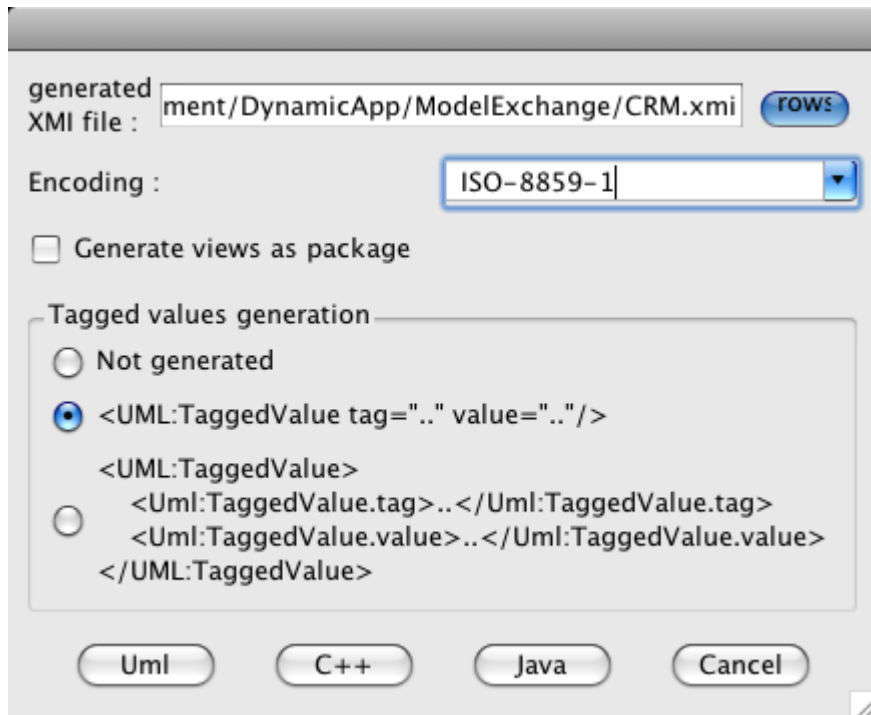 generated
XMI file :
ment/DynamicApp/ModelExchange/CRM.xmi
rows
Encoding :
ISO-8859-1
Generate views as package
Tagged values generation
Not generated
<UML:TaggedValue tag=".." value=".."/>
<UML:TaggedValue>
<Uml:TaggedValue.tag>..</Uml:TaggedValue.tag>
<Uml:TaggedValue.value>..</Uml:TaggedValue.value>
</UML:TaggedValue>
Uml
C++
Java
Cancel